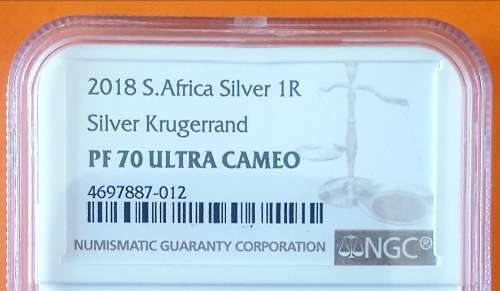 2018 S.Africa Silver 1R
Silver Krugerrand
PF 70 ULTRA CAMEO
4697887-012
NUMISMATIC GUARANTY CORPORATION NGC®